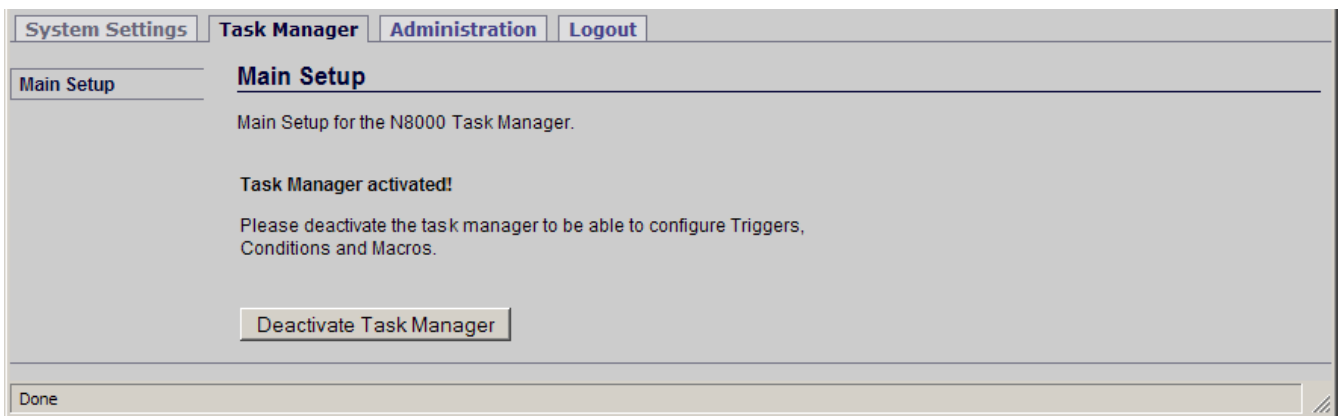 System Settings Task Manager Administration Logout
Main Setup
Main Setup
Main Setup for the N8000 Task Manager.
Task Manager activated!
Please deactivate the task manager to be able to configure Triggers,
Conditions and Macros.
Deactivate Task Manager
Done